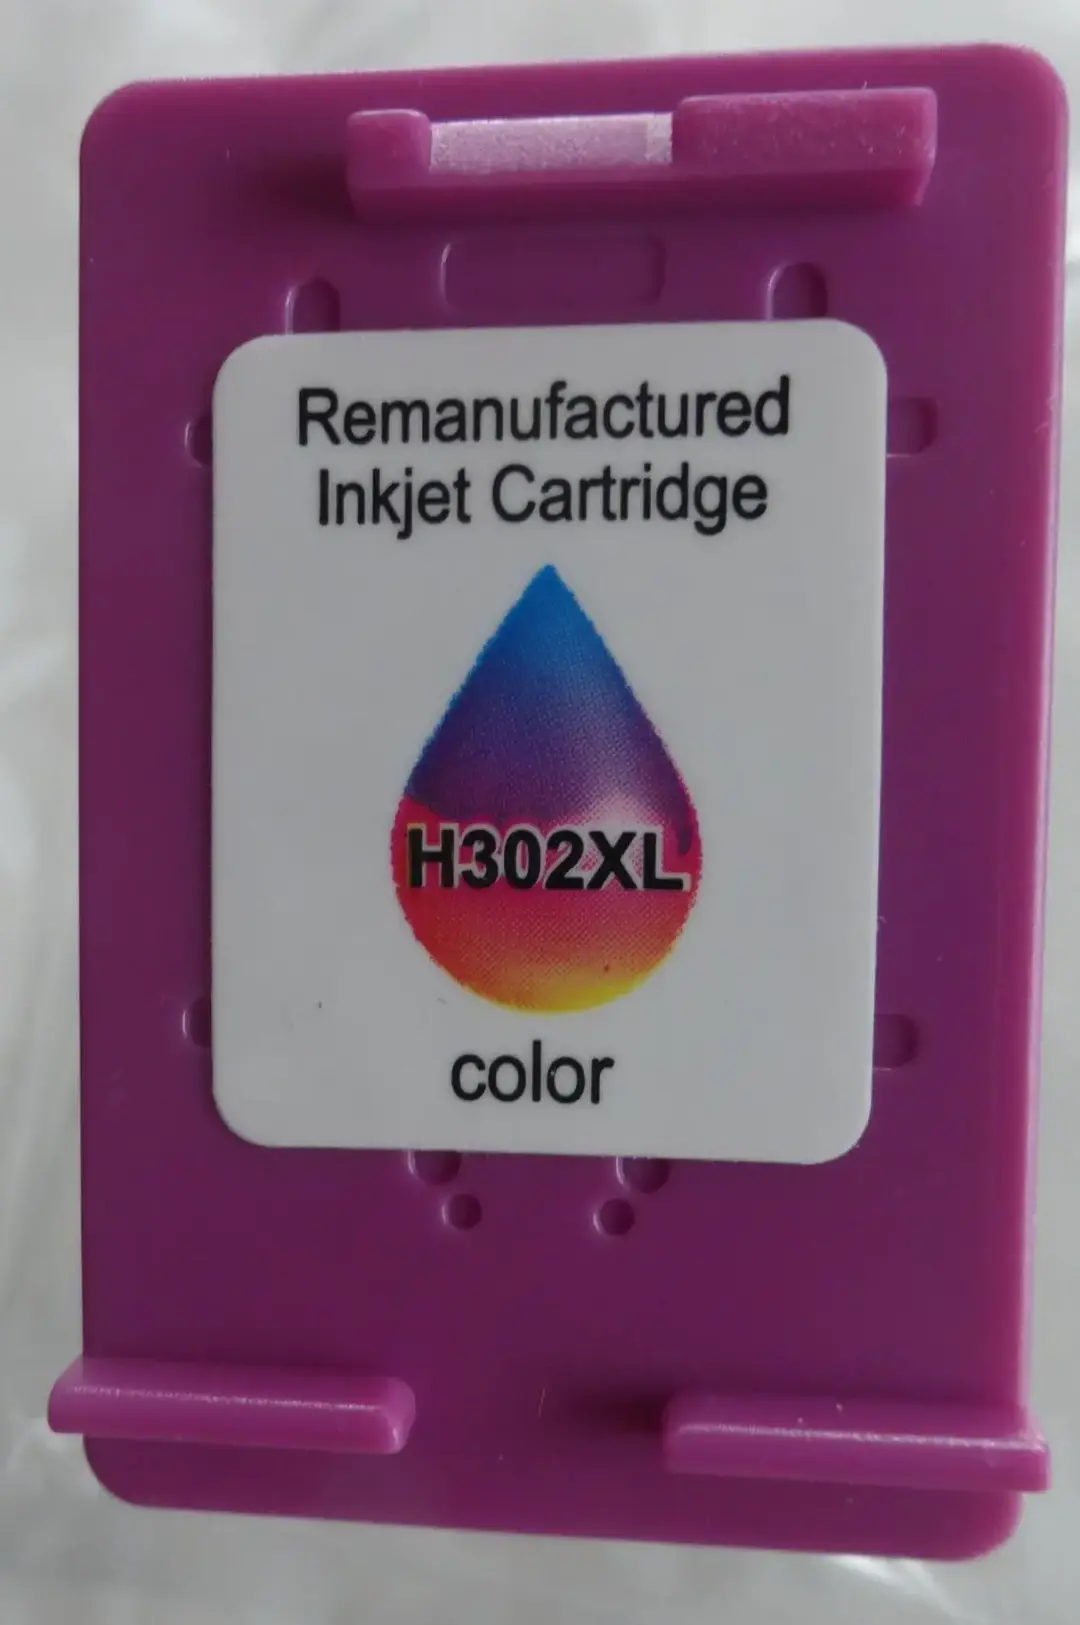 Remanufactured
Inkjet Cartridge
H302XL
color